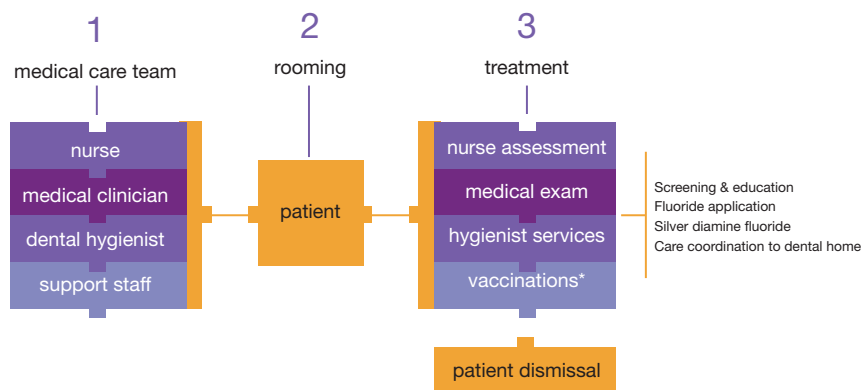 1
medical care team
nurse
medical clinician
dental hygienist
support staff
2
rooming
patient
3
treatment
nurse assessment
medical exam
hygienist services
vaccinations*
patient dismissal
Screening & education
Fluoride application
Silver diamine fluoride
Care coordination to dental home